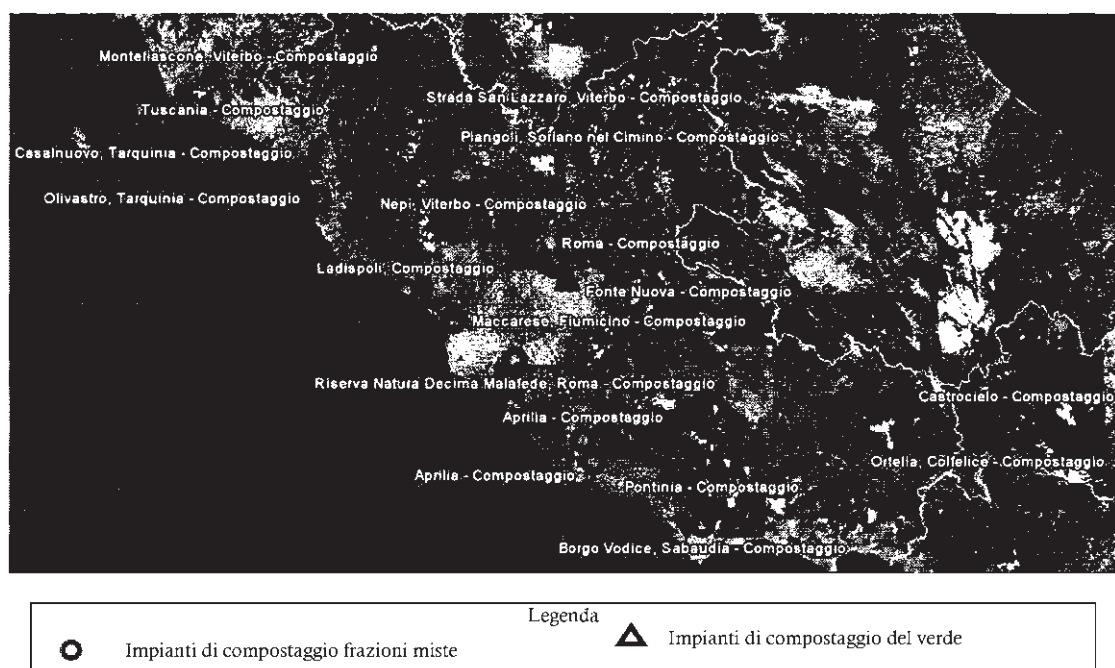 Montefiascone, Viterbo - Compostaggio
Strada San Lazzaro, Viterbo - Compostaggio
Tuscania - Compostaggio
Piangoli, Soriano nel Cimino - Compostaggio
Casalnuovo, Tarquinia - Compostaggio
Olivastro, Tarquinia - Compostaggio
Nepi, Viterbo - Compostaggio
Roma - Compostaggio
Ladispoli, Compostaggio
Fonte Nuova - Compostaggio
Maccarese, Fiumicino - Compostaggio
Riserva Natura Decima Malafede, Roma - Compostaggio
Castrocielo - Compostaggio
Aprilia - Compostaggio
Ortella, Colfelice - Compostaggio
Aprilia - Compostaggio
Pontinia - Compostaggio
Borgo Vodice, Sabaudia - Compostaggio
Legenda
Impianti di compostaggio frazioni miste
Impianti di compostaggio del verde